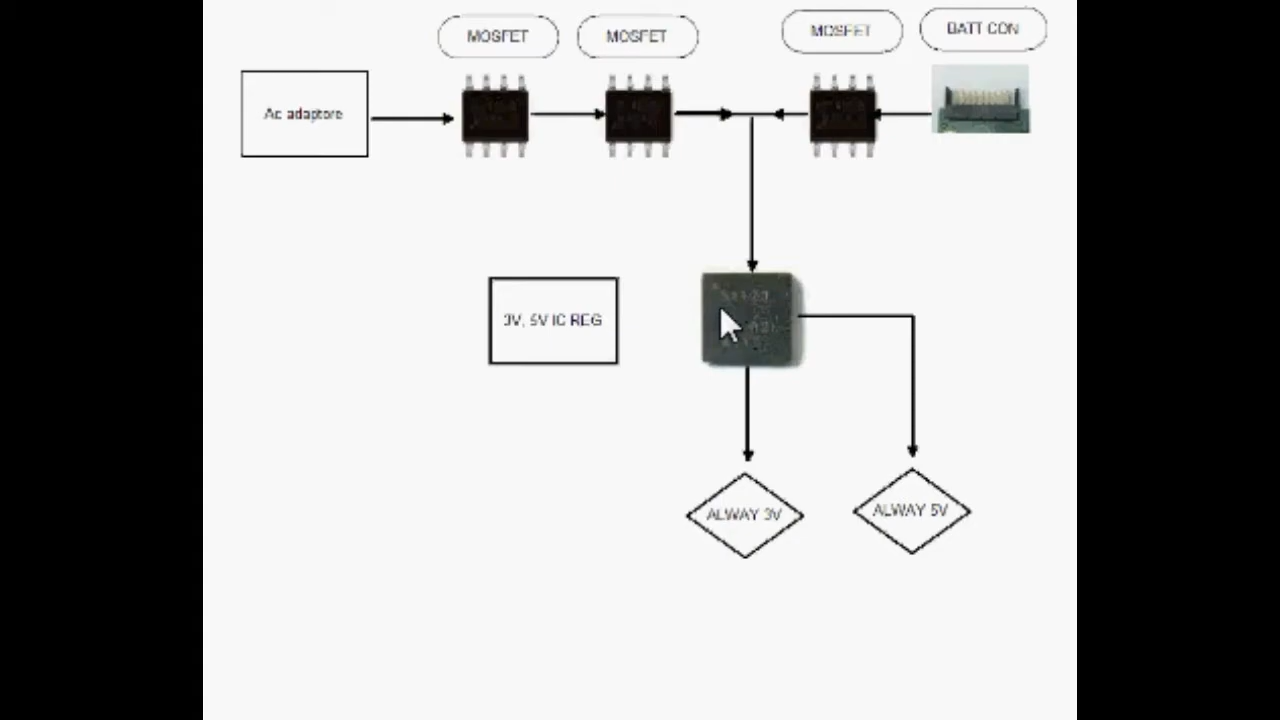 MOSFET
MOSFET
MOSFET
BATT CON
Ac adaptore
3V, 5V IC REG
ALWAY 3V
ALWAY 5V